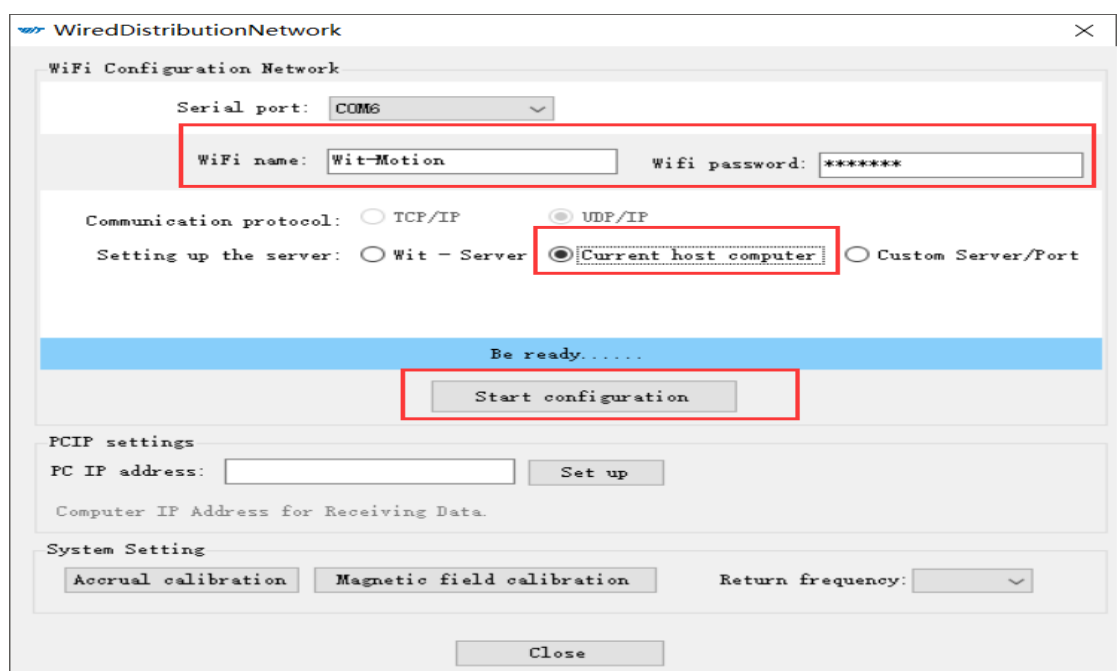 WiT WiredDistributionNetwork
WiFi Configuration Network
Serial port: COM6
WiFi name: Wit-Motion Wifi password: *******
Communication protocol: TCP/IP UDP/IP
Setting up the server: Wit - Server Current host computer Custom Server/Port
Be ready......
Start configuration
PCIP settings
PC IP address: Set up
Computer IP Address for Receiving Data.
System Setting
Accrual calibration Magnetic field calibration Return frequency:
Close